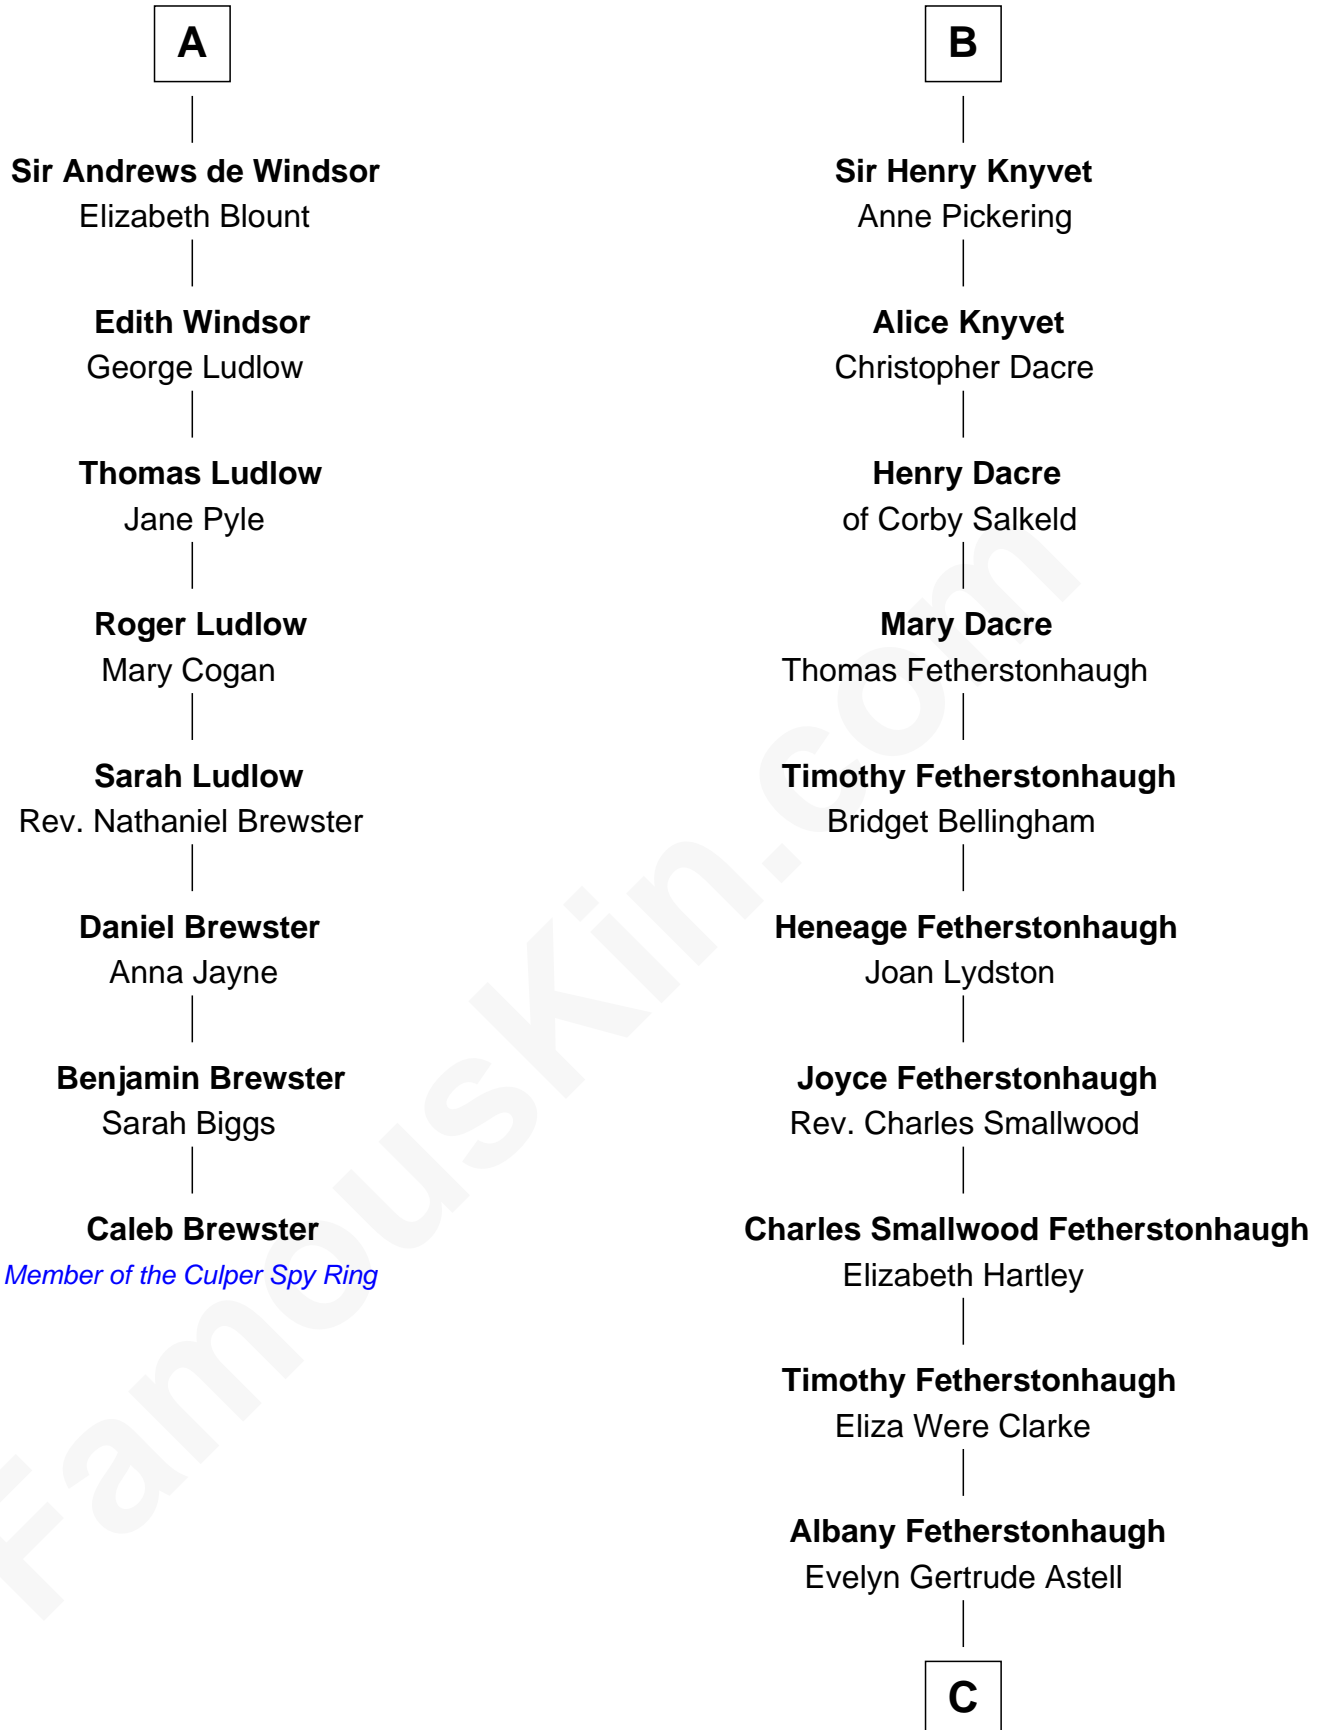 A
Sir Andrews de Windsor
Elizabeth Blount
Edith Windsor
George Ludlow
Thomas Ludlow
Jane Pyle
Roger Ludlow
Mary Cogan
Sarah Ludlow
Rev. Nathaniel Brewster
Daniel Brewster
Anna Jayne
Benjamin Brewster
Sarah Biggs
Caleb Brewster
Member of the Culper Spy Ring
B
Sir Henry Knyvet
Anne Pickering
Alice Knyvet
Christopher Dacre
Henry Dacre
of Corby Salkeld
Mary Dacre
Thomas Fetherstonhaugh
Timothy Fetherstonhaugh
Bridget Bellingham
Heneage Fetherstonhaugh
Joan Lydston
Joyce Fetherstonhaugh
Rev. Charles Smallwood
Charles Smallwood Fetherstonhaugh
Elizabeth Hartley
Timothy Fetherstonhaugh
Eliza Were Clarke
Albany Fetherstonhaugh
Evelyn Gertrude Astell
C
FamousKin.com